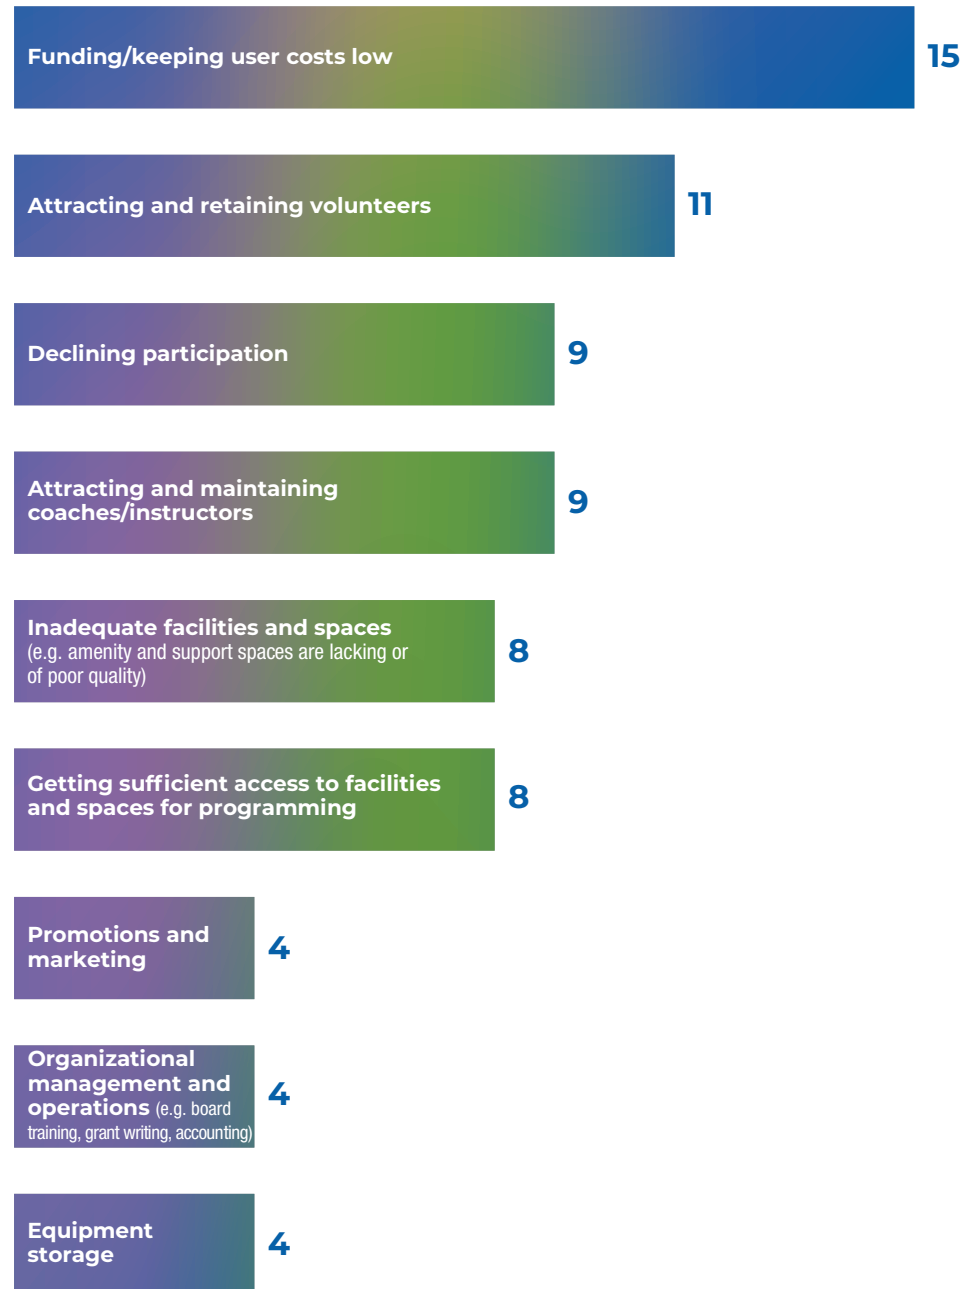 Funding/keeping user costs low
15
Attracting and retaining volunteers
11
Declining participation
9
Attracting and maintaining
coaches/instructors
9
Inadequate facilities and spaces
(e.g. amenity and support spaces are lacking or
of poor quality)
8
Getting sufficient access to facilities
and spaces for programming
8
Promotions and
marketing
4
Organizational
management and
operations (e.g. board
training, grant writing, accounting)
4
Equipment
storage
4